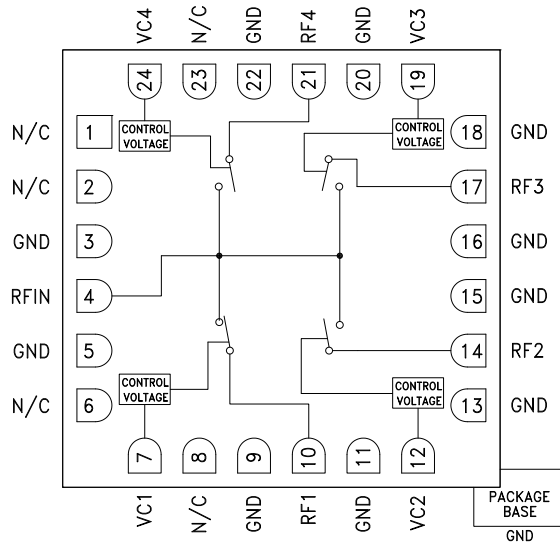 VC4
N/C
GND
RF4
GND
VC3
24
23
22
21
20
19
N/C
1
CONTROL
VOLTAGE
CONTROL
VOLTAGE
18
GND
N/C
2
17
RF3
GND
3
16
GND
RFIN
4
15
GND
GND
5
14
RF2
N/C
6
CONTROL
VOLTAGE
CONTROL
VOLTAGE
13
GND
7
8
9
10
11
12
VC1
N/C
GND
RF1
GND
VC2
PACKAGE
BASE
GND